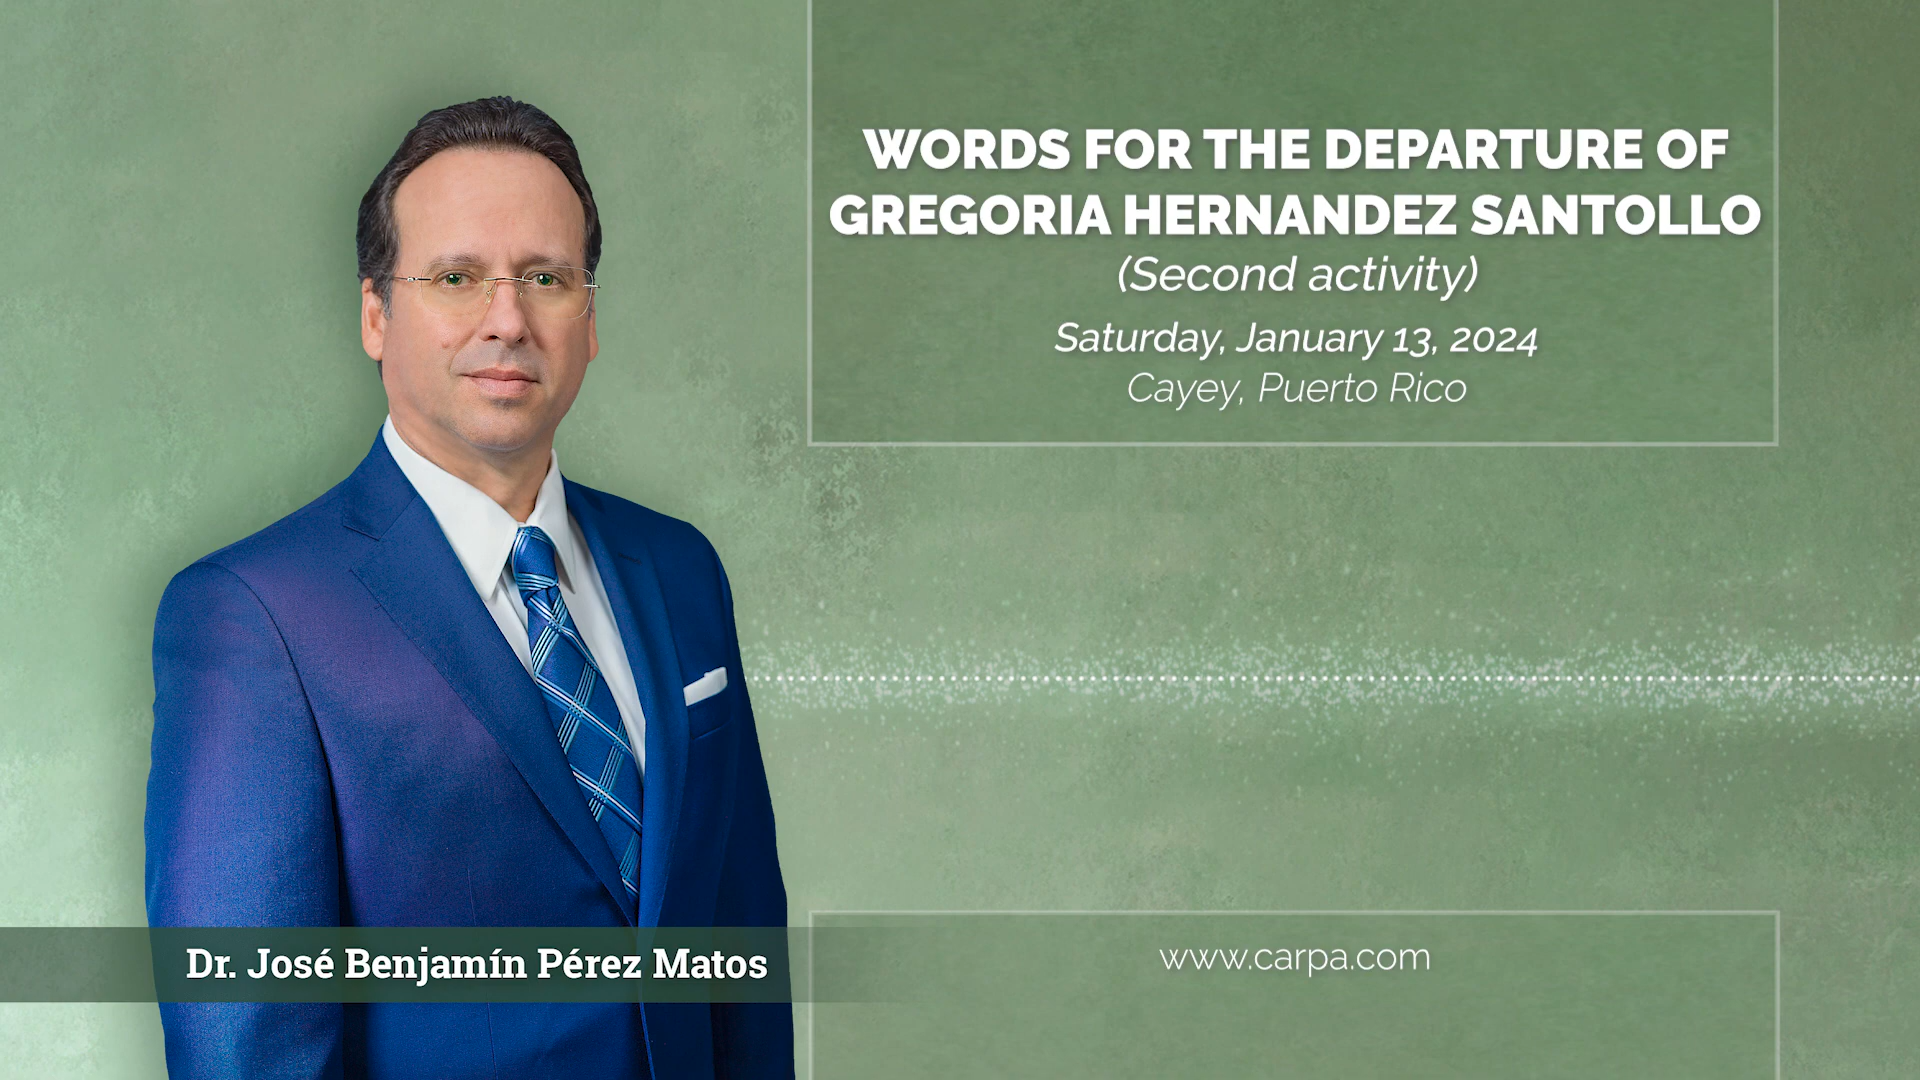 WORDS FOR THE DEPARTURE OF
GREGORIA HERNANDEZ SANTOLLO
(Second activity)
Saturday, January 13, 2024
Cayey, Puerto Rico
Dr. José Benjamín Pérez Matos
www.carpa.com